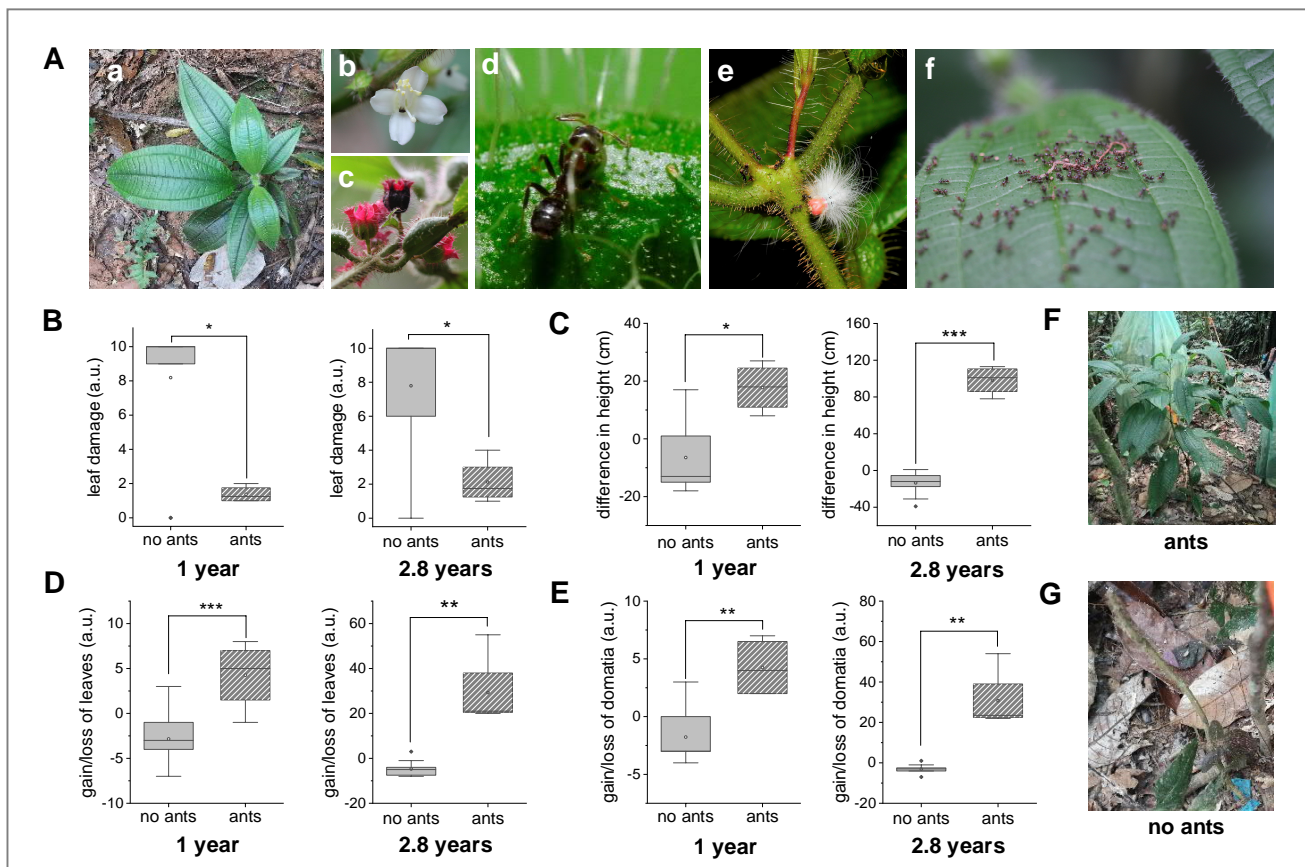 A
a
b
c
d
e
f
B
leaf damage (a.u.)
10
8
6
4
2
0
*
no ants
ants
1 year
leaf damage (a.u.)
10
8
6
4
2
0
*
no ants
ants
2.8 years
C
difference in height (cm)
40
20
0
-20
*
no ants
ants
1 year
difference in height (cm)
160
120
80
40
0
-40
***
no ants
ants
2.8 years
F
ants
D
gain/loss of leaves (a.u.)
10
5
0
-5
-10
***
no ants
ants
1 year
gain/loss of leaves (a.u.)
60
40
20
0
-20
**
no ants
ants
2.8 years
E
gain/loss of domatia (a.u.)
10
5
0
-5
**
no ants
ants
1 year
gain/loss of domatia (a.u.)
80
60
40
20
0
-20
**
no ants
ants
2.8 years
G
no ants